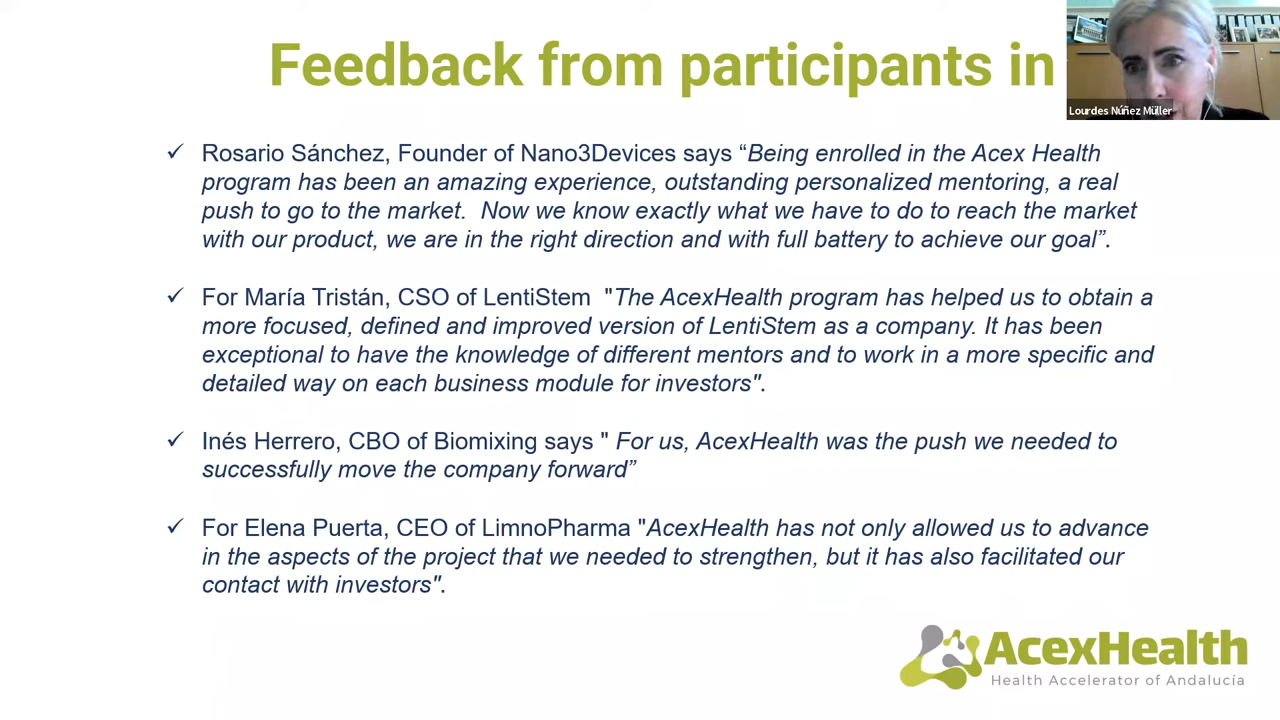 Feedback from participants in
Lourdes Núñez Müller
✓ Rosario Sánchez, Founder of Nano3Devices says “Being enrolled in the Acex Health
program has been an amazing experience, outstanding personalized mentoring, a real
push to go to the market.  Now we know exactly what we have to do to reach the market
with our product, we are in the right direction and with full battery to achieve our goal”.
✓ For María Tristán, CSO of LentiStem  "The AcexHealth program has helped us to obtain a
more focused, defined and improved version of LentiStem as a company. It has been
exceptional to have the knowledge of different mentors and to work in a more specific and
detailed way on each business module for investors".
✓ Inés Herrero, CBO of Biomixing says " For us, AcexHealth was the push we needed to
successfully move the company forward”
✓ For Elena Puerta, CEO of LimnoPharma "AcexHealth has not only allowed us to advance
in the aspects of the project that we needed to strengthen, but it has also facilitated our
contact with investors".
AcexHealth
Health Accelerator of Andalucía